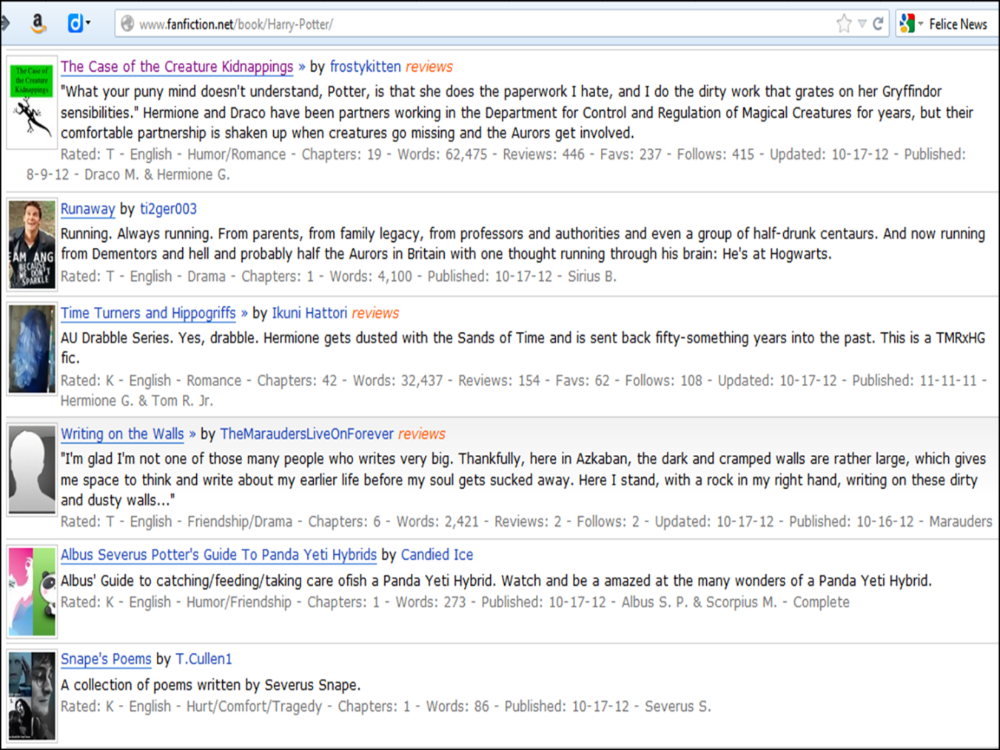 www.fanfiction.net/book/Harry-Potter/
Felice News
The Case of the Creature Kidnappings
The Case of the Creature Kidnappings » by frostykitten reviews
"What your puny mind doesn't understand, Potter, is that she does the paperwork I hate, and I do the dirty work that grates on her Gryffindor
sensibilities." Hermione and Draco have been partners working in the Department for Control and Regulation of Magical Creatures for years, but their
comfortable partnership is shaken up when creatures go missing and the Aurors get involved.
Rated: T - English - Humor/Romance - Chapters: 19 - Words: 62,475 - Reviews: 446 - Favs: 237 - Follows: 415 - Updated: 10-17-12 - Published:
8-9-12 - Draco M. & Hermione G.
Runaway by ti2ger003
Running. Always running. From parents, from family legacy, from professors and authorities and even a group of half-drunk centaurs. And now running
from Dementors and hell and probably half the Aurors in Britain with one thought running through his brain: He's at Hogwarts.
Rated: T - English - Drama - Chapters: 1 - Words: 4,100 - Published: 10-17-12 - Sirius B.
AM ANG
BECAUSE
WE DON'T
SPARKLE
Time Turners and Hippogriffs » by Ikuni Hattori reviews
AU Drabble Series. Yes, drabble. Hermione gets dusted with the Sands of Time and is sent back fifty-something years into the past. This is a TMRxHG
fic.
Rated: K - English - Romance - Chapters: 42 - Words: 32,437 - Reviews: 154 - Favs: 62 - Follows: 108 - Updated: 10-17-12 - Published: 11-11-11 -
Hermione G. & Tom R. Jr.
Writing on the Walls » by TheMaraudersLiveOnForever reviews
"I'm glad I'm not one of those many people who writes very big. Thankfully, here in Azkaban, the dark and cramped walls are rather large, which gives
me space to think and write about my earlier life before my soul gets sucked away. Here I stand, with a rock in my right hand, writing on these dirty
and dusty walls..."
Rated: T - English - Friendship/Drama - Chapters: 6 - Words: 2,421 - Reviews: 2 - Follows: 2 - Updated: 10-17-12 - Published: 10-16-12 - Marauders
Albus Severus Potter's Guide To Panda Yeti Hybrids by Candied Ice
Albus' Guide to catching/feeding/taking care ofish a Panda Yeti Hybrid. Watch and be a amazed at the many wonders of a Panda Yeti Hybrid.
Rated: K - English - Humor/Friendship - Chapters: 1 - Words: 273 - Published: 10-17-12 - Albus S. P. & Scorpius M. - Complete
Snape's Poems by T.Cullen1
A collection of poems written by Severus Snape.
Rated: K - English - Hurt/Comfort/Tragedy - Chapters: 1 - Words: 86 - Published: 10-17-12 - Severus S.